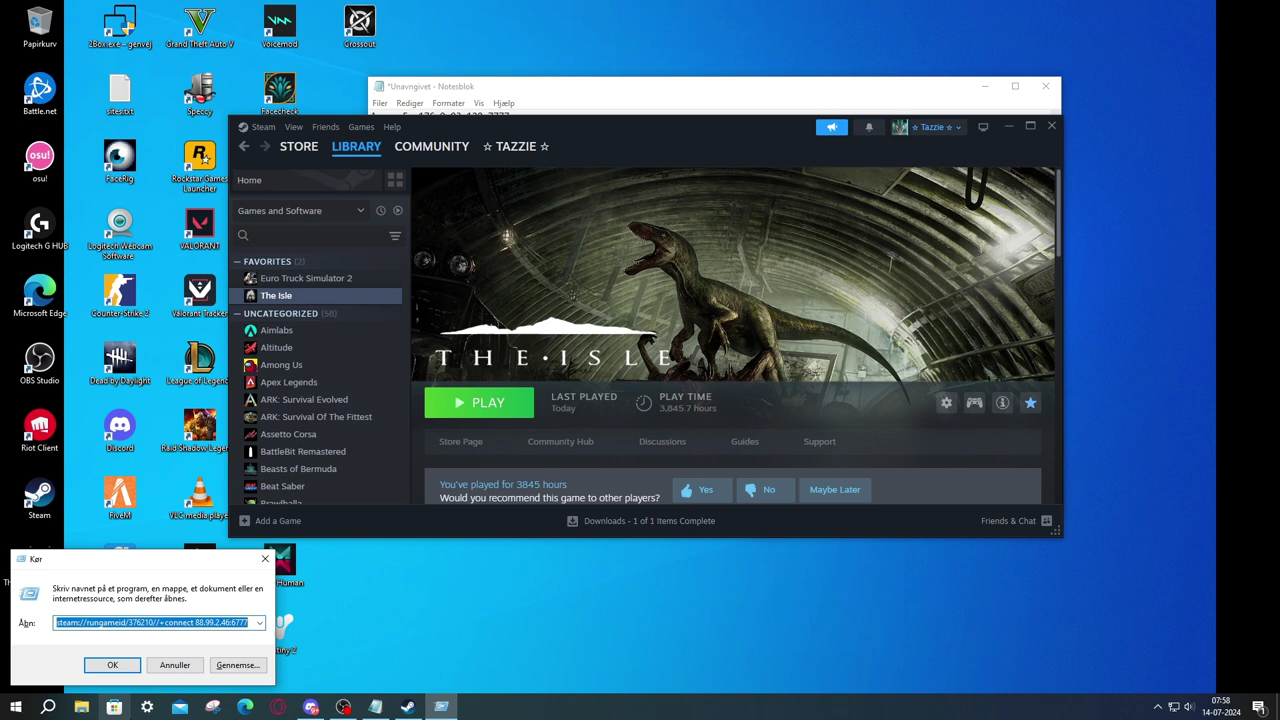 Papirkurv
2Box.exe – genvej
Grand Theft Auto V
Voicemod
Crossout
Battle.net
sites.txt
Speccy
Pacecheck
*Unavngivet - Notesblok
Filer Rediger Formater Vis Hjælp
osu!
FaceRig
Rockstar Games
Launcher
Logitech G HUB
Logitech Webcam
Software
VALORANT
Microsoft Edge
Counter-Strike 2
Valorant Tracker
OBS Studio
Dead by Daylight
League of Legend
Riot Client
Discord
Raid Shadow Legen
Steam
FiveM
VLC media playe
Steam View Friends Games Help
☆ Tazzie ☆
STORE LIBRARY COMMUNITY ☆ TAZZIE ☆
Home
Games and Software
— FAVORITES (2)
Euro Truck Simulator 2
The Isle
— UNCATEGORIZED (58)
Aimlabs
Altitude
Among Us
Apex Legends
ARK: Survival Evolved
ARK: Survival Of The Fittest
Assetto Corsa
BattleBit Remastered
Beasts of Bermuda
Beat Saber
Brawlhalla
THE·ISLE
PLAY
LAST PLAYED
Today
PLAY TIME
3,845.7 hours
Store Page Community Hub Discussions Guides Support
You've played for 3845 hours
Would you recommend this game to other players?
Yes No Maybe Later
Add a Game
Downloads - 1 of 1 Items Complete
Friends & Chat
Kør
Skriv navnet på et program, en mappe, et dokument eller en
internetressource, som derefter åbnes.
Åbn:
steam://rungameid/376210//+connect 88.99.2.46:6777
OK Annuller Gennemse...
07:58
14-07-2024